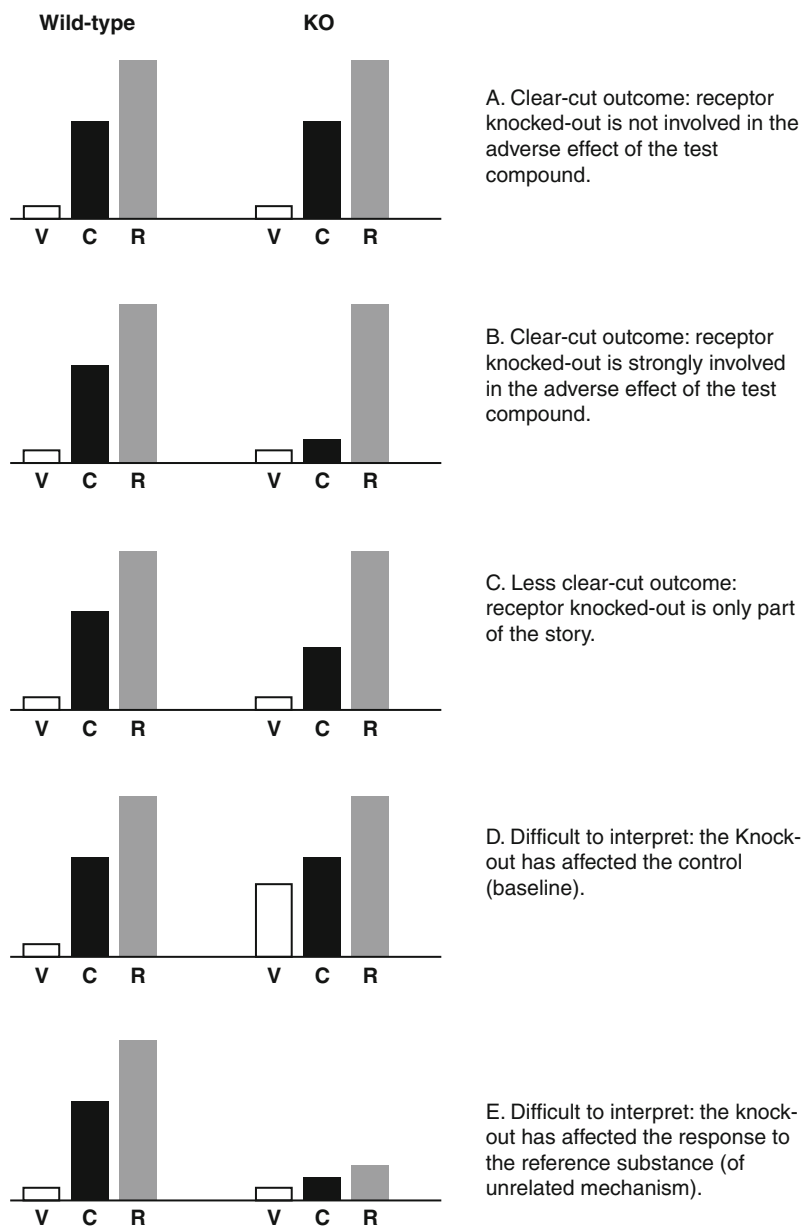 Wild-type KO
A. Clear-cut outcome: receptor
knocked-out is not involved in the
adverse effect of the test
compound.
V C R V C R
B. Clear-cut outcome: receptor
knocked-out is strongly involved
in the adverse effect of the test
compound.
V C R V C R
C. Less clear-cut outcome:
receptor knocked-out is only part
of the story.
V C R V C R
D. Difficult to interpret: the Knock-
out has affected the control
(baseline).
V C R V C R
E. Difficult to interpret: the knock-
out has affected the response to
the reference substance (of
unrelated mechanism).
V C R V C R